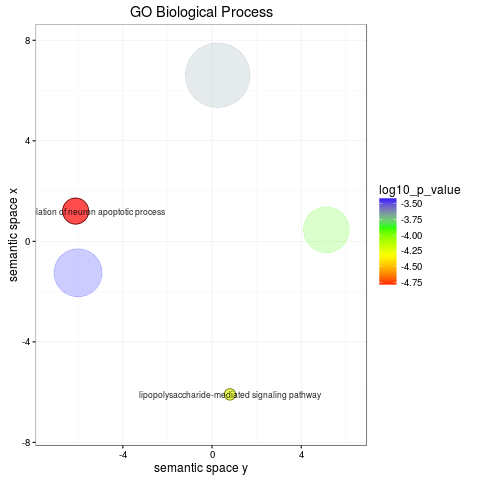 GO Biological Process
8
4
0
-4
-8
semantic space x
lation of neuron apoptotic process
lipopolysaccharide-mediated signaling pathway
-4
0
4
semantic space y
log10_p_value
-3.50
-3.75
-4.00
-4.25
-4.50
-4.75